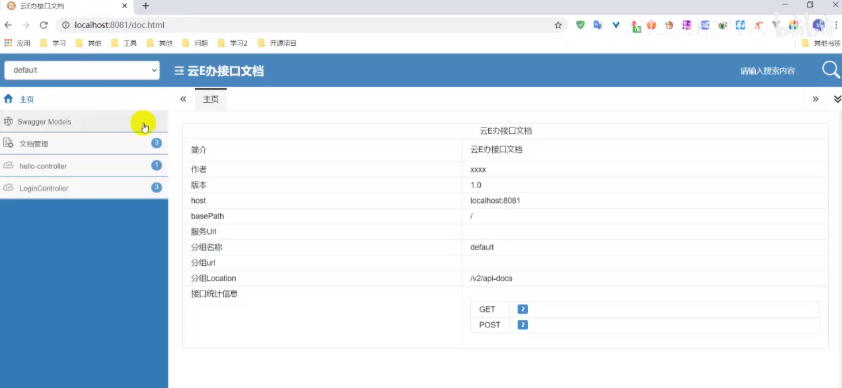 云E办接口文档
localhost:8081/doc.html
应用 学习 其他 工具 其他 问题 学习2 开源项目 其他书签
default
云E办接口文档
请输入搜索内容
主页
主页
Swagger Models
文档管理 3
hello-controller 1
LoginController 3
云E办接口文档
简介 云E办接口文档
作者 xxxx
版本 1.0
host localhost:8081
basePath /
服务Url
分组名称 default
分组url
分组Location /v2/api-docs
接口统计信息
GET 2
POST 2